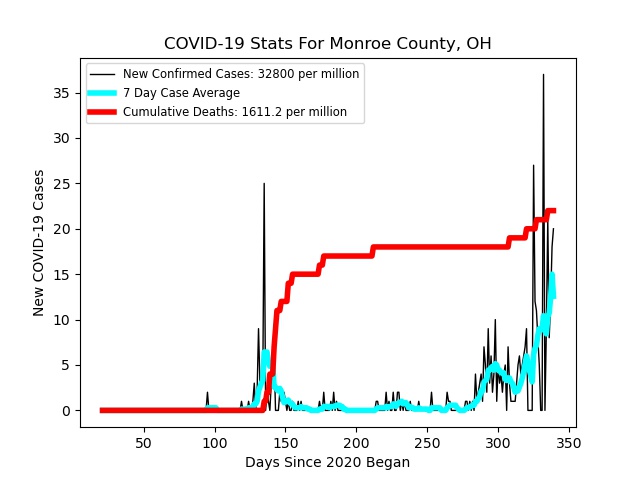 COVID-19 Stats For Monroe County, OH
New Confirmed Cases: 32800 per million
7 Day Case Average
Cumulative Deaths: 1611.2 per million
New COVID-19 Cases
35
30
25
20
15
10
5
0
50 100 150 200 250 300 350
Days Since 2020 Began